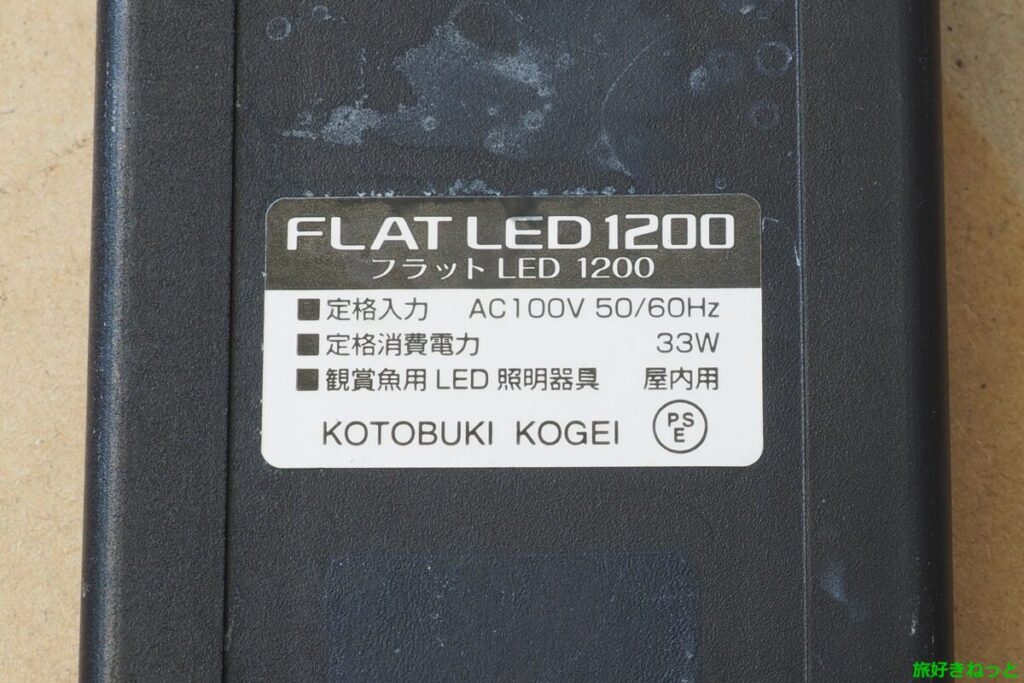 FLAT LED 1200
フラット LED 1200
■定格入力 AC100V 50/60Hz
■定格消費電力 33W
■観賞魚用 LED 照明器具 屋内用
KOTOBUKI KOGEI PSE
旅好きねっと